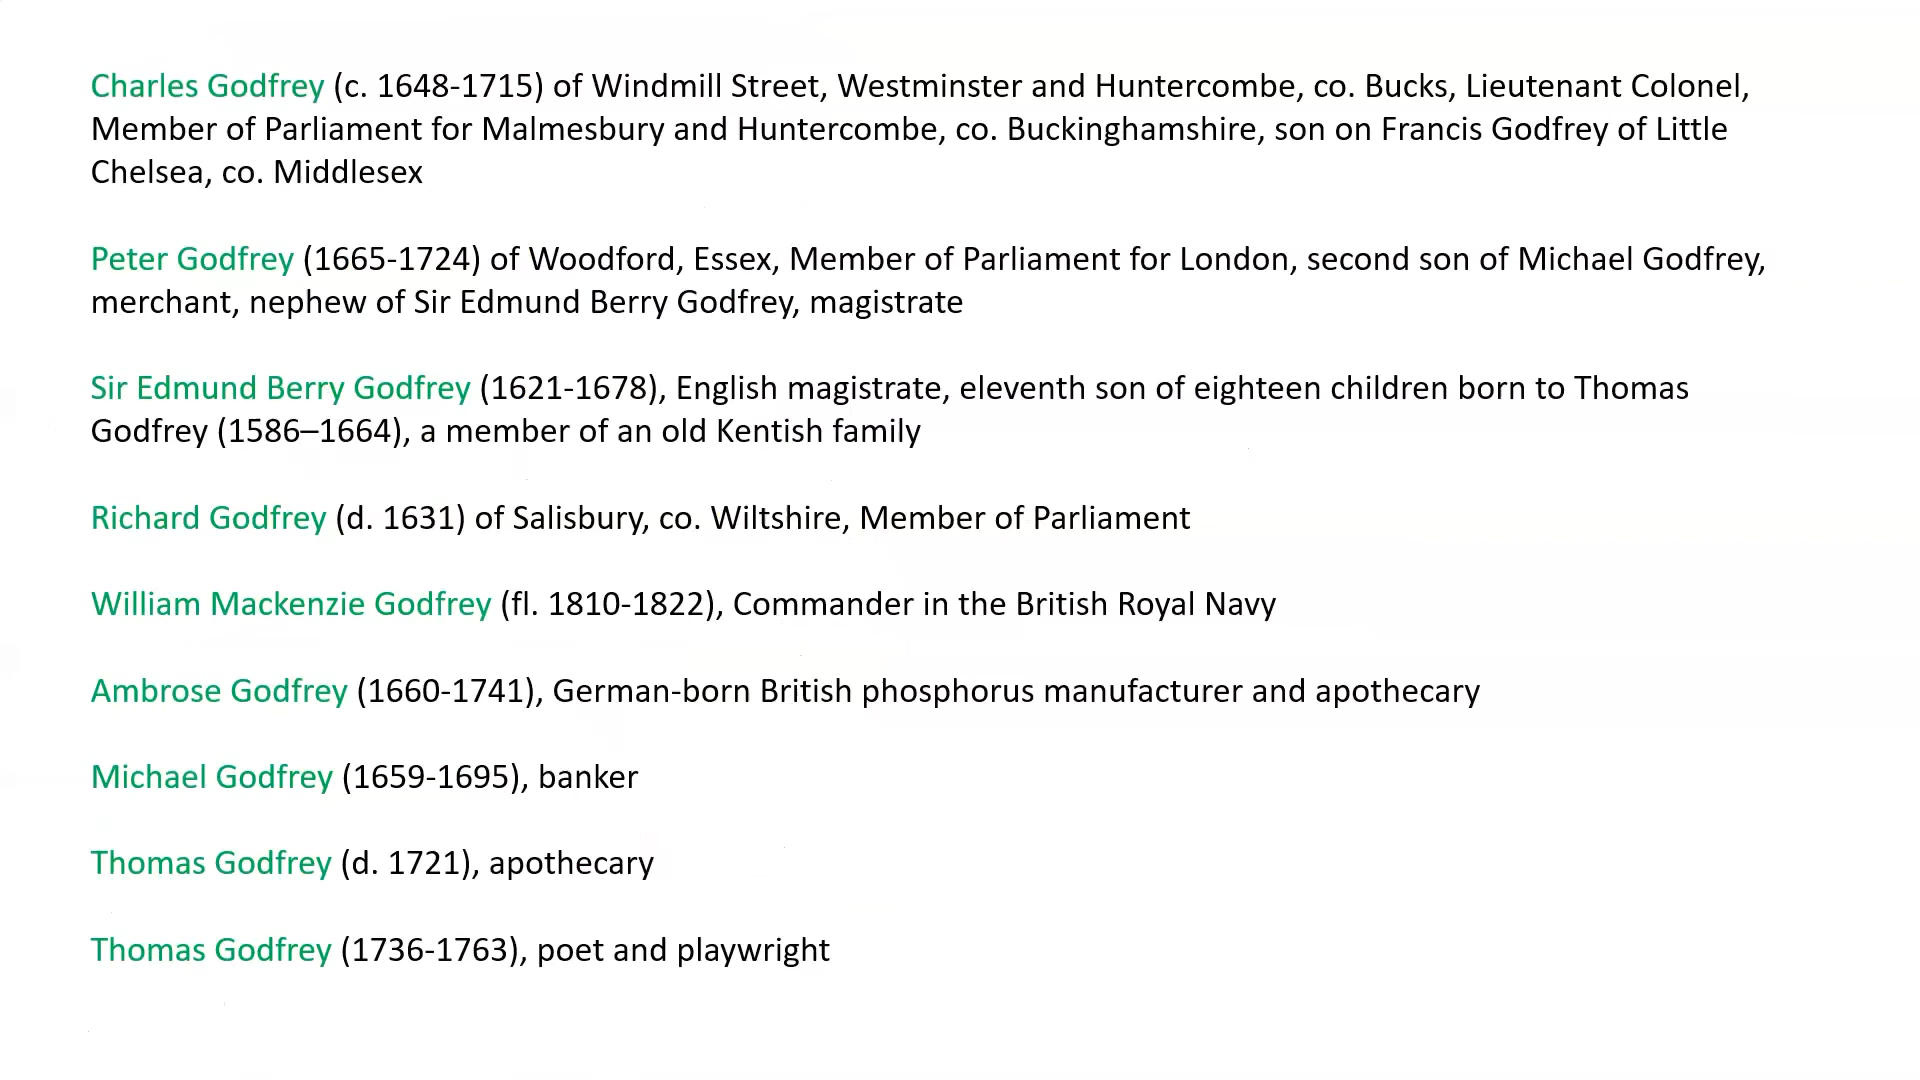 Charles Godfrey (c. 1648-1715) of Windmill Street, Westminster and Huntercombe, co. Bucks, Lieutenant Colonel,
Member of Parliament for Malmesbury and Huntercombe, co. Buckinghamshire, son on Francis Godfrey of Little
Chelsea, co. Middlesex
Peter Godfrey (1665-1724) of Woodford, Essex, Member of Parliament for London, second son of Michael Godfrey,
merchant, nephew of Sir Edmund Berry Godfrey, magistrate
Sir Edmund Berry Godfrey (1621-1678), English magistrate, eleventh son of eighteen children born to Thomas
Godfrey (1586–1664), a member of an old Kentish family
Richard Godfrey (d. 1631) of Salisbury, co. Wiltshire, Member of Parliament
William Mackenzie Godfrey (fl. 1810-1822), Commander in the British Royal Navy
Ambrose Godfrey (1660-1741), German-born British phosphorus manufacturer and apothecary
Michael Godfrey (1659-1695), banker
Thomas Godfrey (d. 1721), apothecary
Thomas Godfrey (1736-1763), poet and playwright